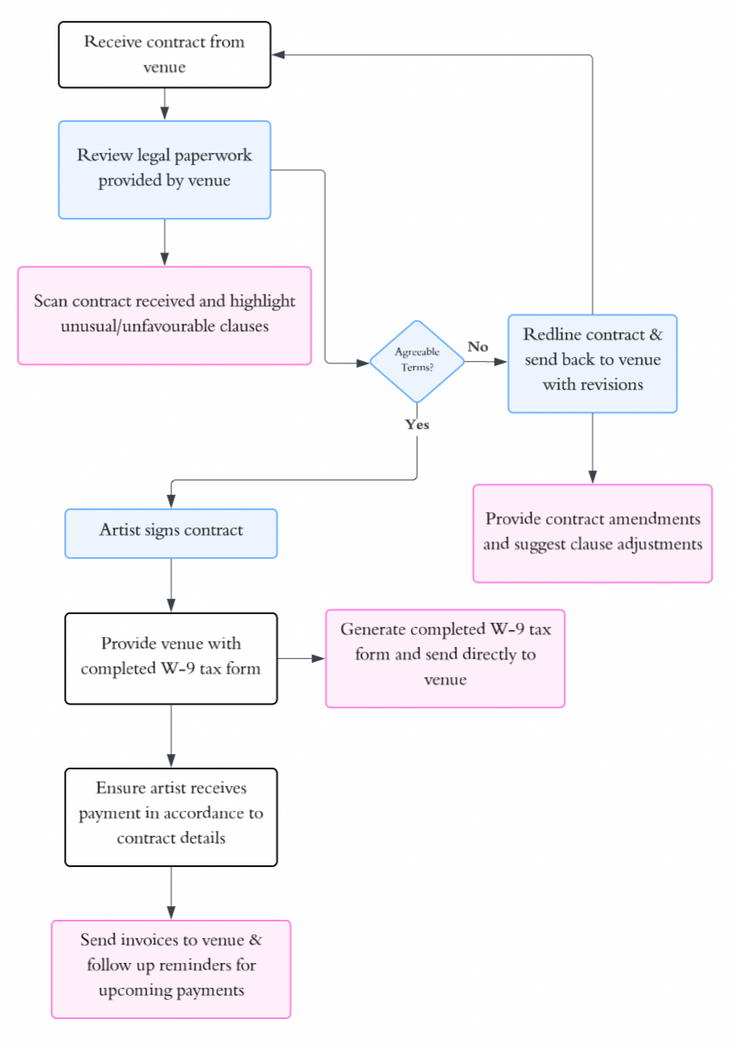 Receive contract from
venue
Review legal paperwork
provided by venue
Scan contract received and highlight
unusual/unfavourable clauses
Agreeable
Terms?
No
Redline contract &
send back to venue
with revisions
Yes
Provide contract amendments
and suggest clause adjustments
Artist signs contract
Provide venue with
completed W-9 tax form
Generate completed W-9 tax
form and send directly to
venue
Ensure artist receives
payment in accordance to
contract details
Send invoices to venue &
follow up reminders for
upcoming payments